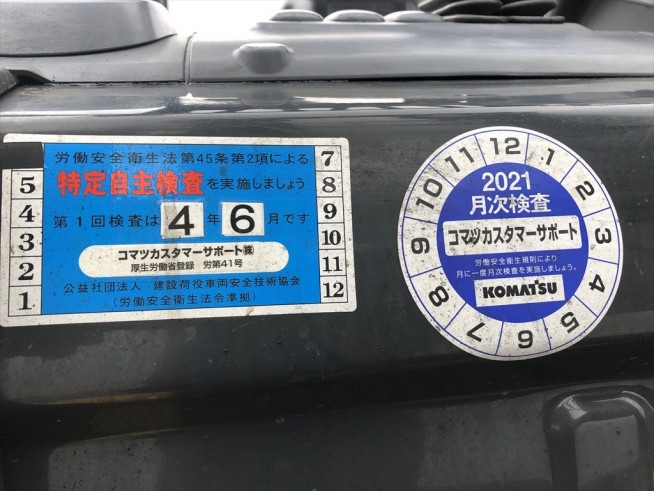 労働安全衛生法第45条第2項による
特定自主検査を実施しましょう
第1回検査は4年6月です
コマツカスタマーサポート㈱
厚生労働省登録 労第41号
公益社団法人 建設荷役車両安全技術協会
(労働安全衛生法令準拠)
5
4
3
2
1
7
8
9
10
11
12
12
1
2
3
4
5
6
7
8
9
10
11
2021
月次検査
コマツカスタマーサポート
労働安全衛生規則により
月に一度月次検査を実施しましょう。
KOMATSU